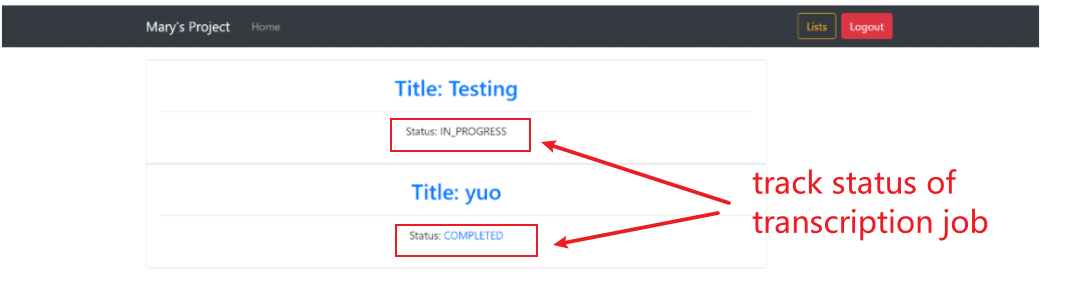 Mary's Project Home Lists Logout
Title: Testing
Status: IN_PROGRESS
Title: yuo
Status: COMPLETED
track status of
transcription job